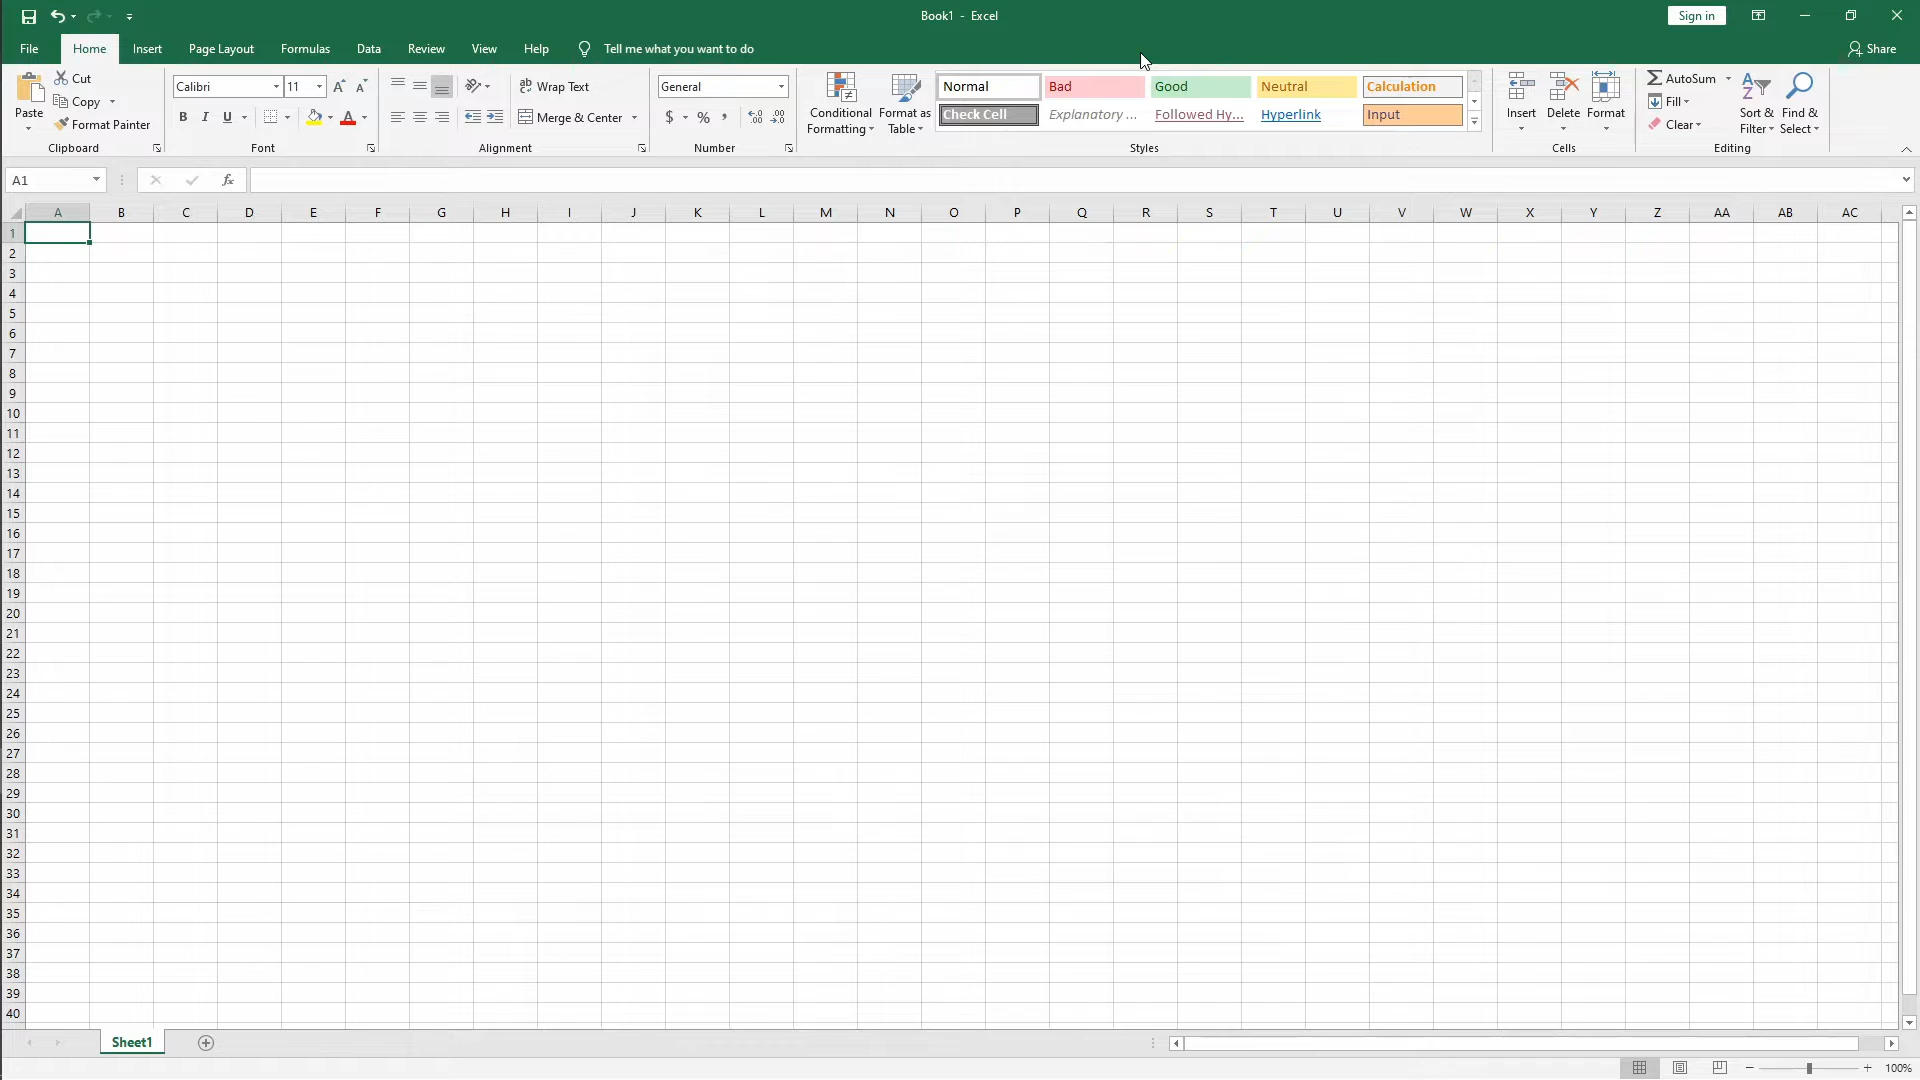 Book1 - Excel
Sign in
File Home Insert Page Layout Formulas Data Review View Help Tell me what you want to do Share
Paste
Cut
Copy
Format Painter
Clipboard
Calibri 11
B I U
Font
Wrap Text
Merge & Center
Alignment
General
$ % ,
Number
Conditional Formatting
Format as Table
Normal Bad Good Neutral Calculation
Check Cell Explanatory ... Followed Hy... Hyperlink Input
Styles
Insert Delete Format
Cells
AutoSum
Fill
Clear
Sort & Filter
Find & Select
Editing
A1
fx
A B C D E F G H I J K L M N O P Q R S T U V W X Y Z AA AB AC
1
2
3
4
5
6
7
8
9
10
11
12
13
14
15
16
17
18
19
20
21
22
23
24
25
26
27
28
29
30
31
32
33
34
35
36
37
38
39
40
Sheet1
100%